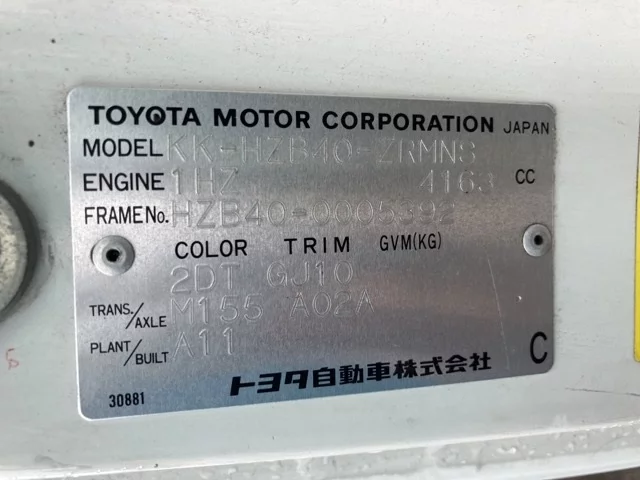 TOYOTA MOTOR CORPORATION JAPAN
MODEL KK-HZB40-ZRMNS
ENGINE 1HZ 4163 CC
FRAME No. HZB40-0005392
COLOR TRIM GVM(KG)
2DT GJ10
TRANS./AXLE M155 A02A
PLANT/BUILT A11
C
30881 トヨタ自動車株式会社